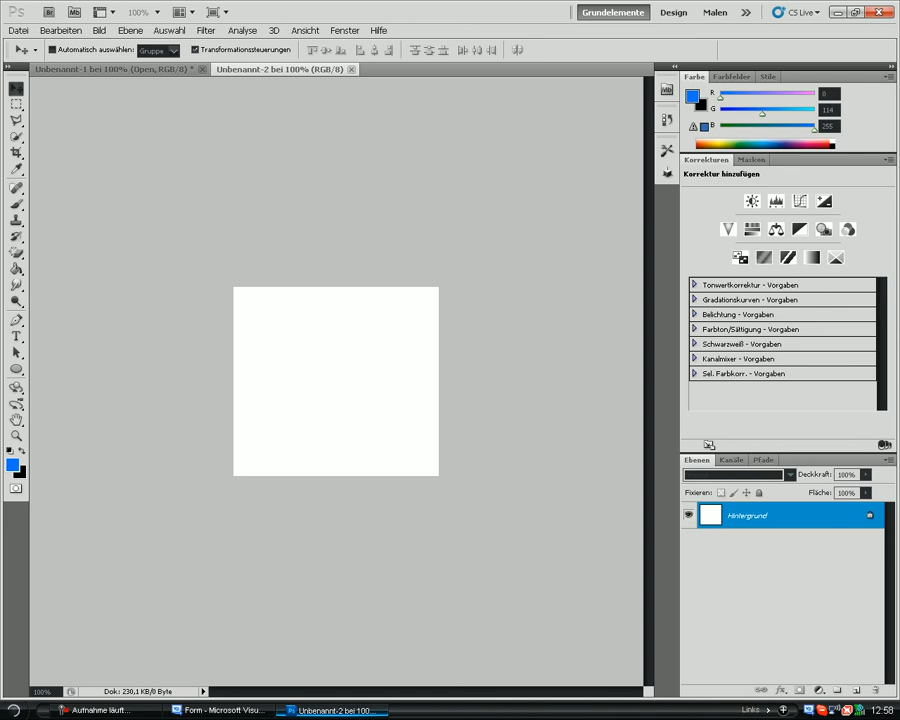 Ps Br Mb 100% Grundelemente Design Malen CS Live
Datei Bearbeiten Bild Ebene Auswahl Filter Analyse 3D Ansicht Fenster Hilfe
Automatisch auswählen: Gruppe Transformationssteuerungen
Unbenannt-1 bei 100% (Open, RGB/8) * Unbenannt-2 bei 100% (RGB/8)
Farbe Farbfelder Stile
R
G 114
B 255
Korrekturen Masken
Korrektur hinzufügen
Tonwertkorrektur - Vorgaben
Gradationskurven - Vorgaben
Belichtung - Vorgaben
Farbton/Sättigung - Vorgaben
Schwarzweiß - Vorgaben
Kanalmixer - Vorgaben
Sel. Farbkorr. - Vorgaben
Ebenen Kanäle Pfade
Deckkraft: 100%
Fixieren: Fläche: 100%
Hintergrund
100% Dok: 230,1 KB/0 Byte
Aufnahme läuft... Form - Microsoft Visu... Unbenannt-2 bei 100... Links 12:58